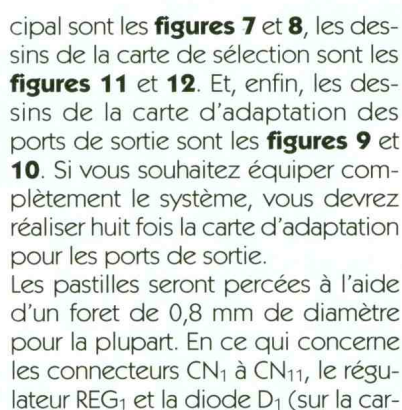 cipal sont les figures 7 et 8, les des-
sins de la carte de sélection sont les
figures 11 et 12. Et, enfin, les des-
sins de la carte d'adaptation des
ports de sortie sont les figures 9 et
10. Si vous souhaitez équiper com-
plètement le système, vous devrez
réaliser huit fois la carte d'adaptation
pour les ports de sortie.
Les pastilles seront percées à l'aide
d'un foret de 0,8 mm de diamètre
pour la plupart. En ce qui concerne
les connecteurs CN₁ à CN₁₁, le régu-
lateur REG₁ et la diode D₁ (sur la car-